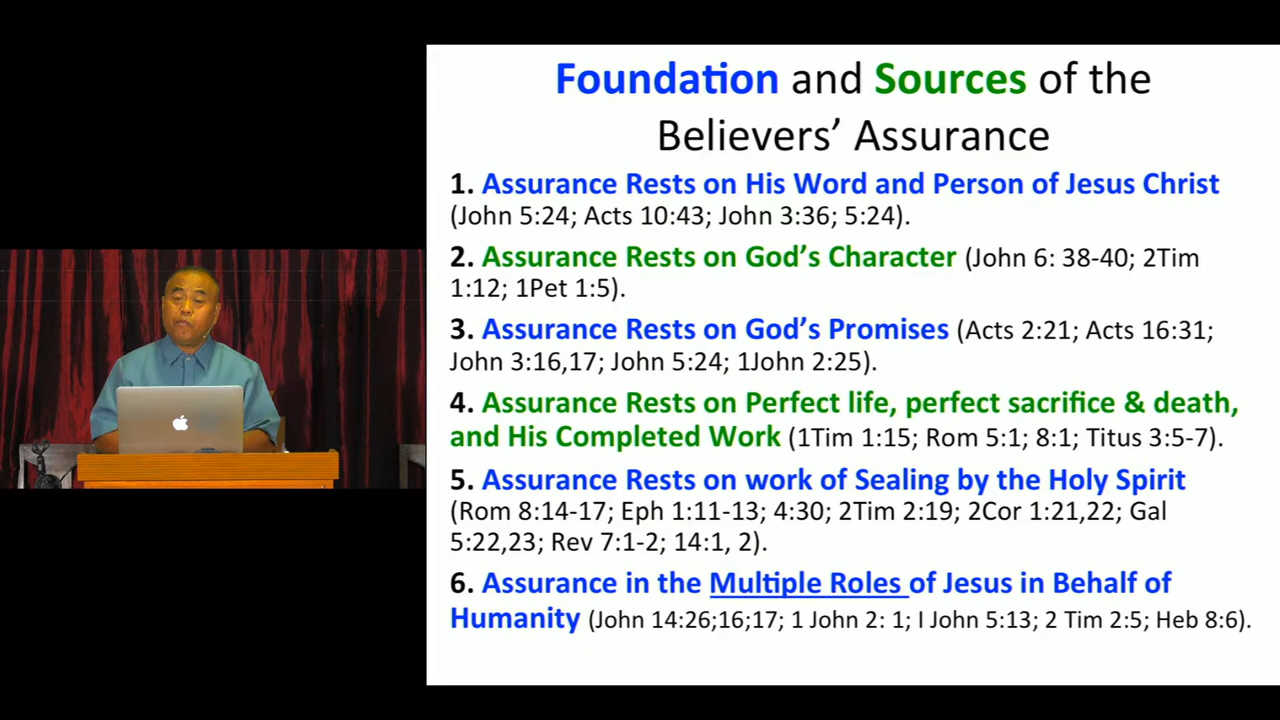 Foundation and Sources of the
Believers’ Assurance
1. Assurance Rests on His Word and Person of Jesus Christ
(John 5:24; Acts 10:43; John 3:36; 5:24).
2. Assurance Rests on God’s Character (John 6: 38-40; 2Tim
1:12; 1Pet 1:5).
3. Assurance Rests on God’s Promises (Acts 2:21; Acts 16:31;
John 3:16,17; John 5:24; 1John 2:25).
4. Assurance Rests on Perfect life, perfect sacrifice & death,
and His Completed Work (1Tim 1:15; Rom 5:1; 8:1; Titus 3:5-7).
5. Assurance Rests on work of Sealing by the Holy Spirit
(Rom 8:14-17; Eph 1:11-13; 4:30; 2Tim 2:19; 2Cor 1:21,22; Gal
5:22,23; Rev 7:1-2; 14:1, 2).
6. Assurance in the Multiple Roles of Jesus in Behalf of
Humanity (John 14:26;16;17; 1 John 2: 1; I John 5:13; 2 Tim 2:5; Heb 8:6).